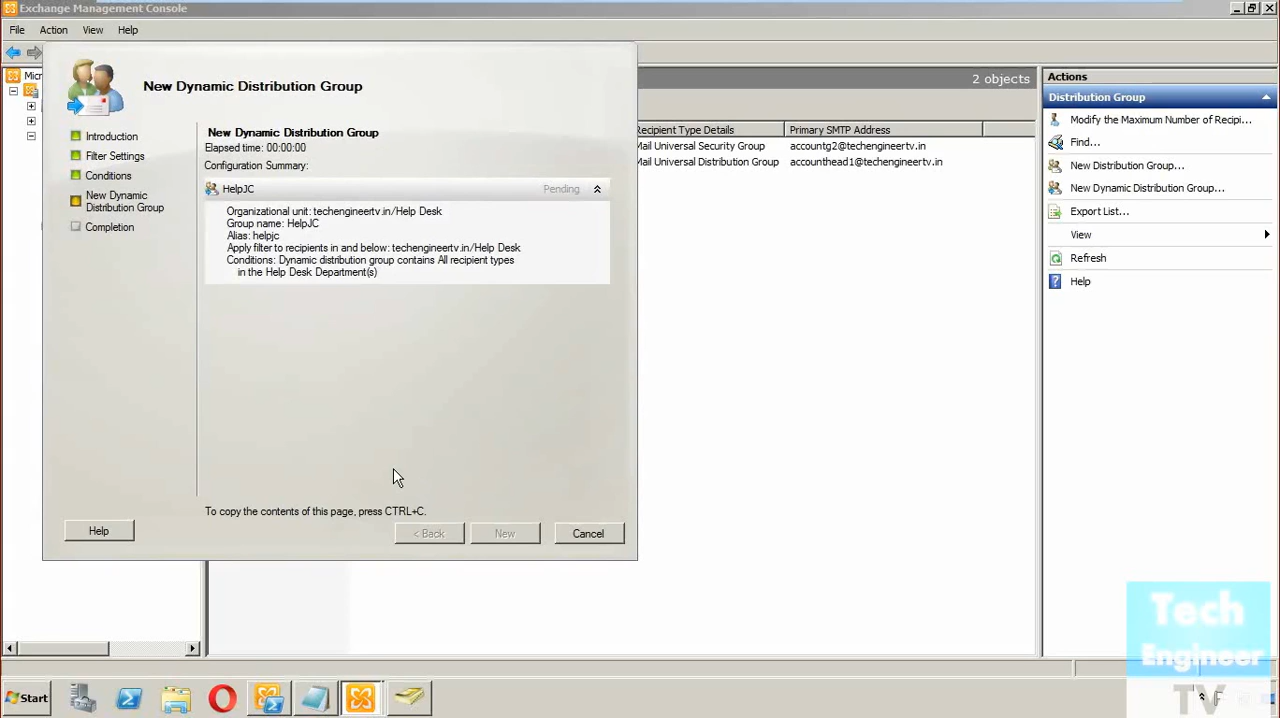 Exchange Management Console
File Action View Help
Micr
New Dynamic Distribution Group
Introduction
Filter Settings
Conditions
New Dynamic
Distribution Group
Completion
New Dynamic Distribution Group
Elapsed time: 00:00:00
Configuration Summary:
HelpJC Pending
Organizational unit: techengineertv.in/Help Desk
Group name: HelpJC
Alias: helpjc
Apply filter to recipients in and below: techengineertv.in/Help Desk
Conditions: Dynamic distribution group contains All recipient types
in the Help Desk Department(s)
To copy the contents of this page, press CTRL+C.
Help < Back New Cancel
2 objects
Recipient Type Details Primary SMTP Address
Mail Universal Security Group accountg2@techengineertv.in
Mail Universal Distribution Group accounthead1@techengineertv.in
Actions
Distribution Group
Modify the Maximum Number of Recipi...
Find...
New Distribution Group...
New Dynamic Distribution Group...
Export List...
View
Refresh
Help
Tech
Engineer
TV
Start